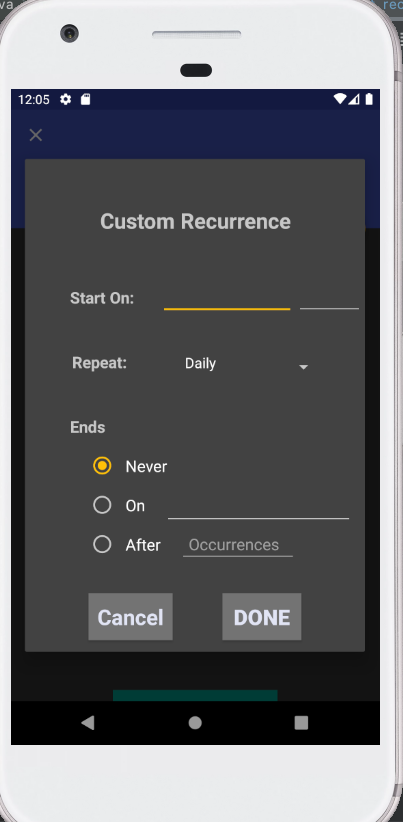 va
rec
12:05
Custom Recurrence
Start On:
Repeat: Daily
Ends
Never
On
After Occurrences
Cancel DONE